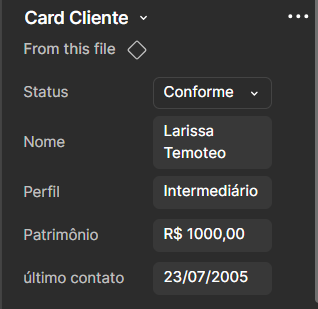 Card Cliente
From this file
Status
Conforme
Nome
Larissa
Temoteo
Perfil
Intermediário
Patrimônio
R$ 1000,00
último contato
23/07/2005